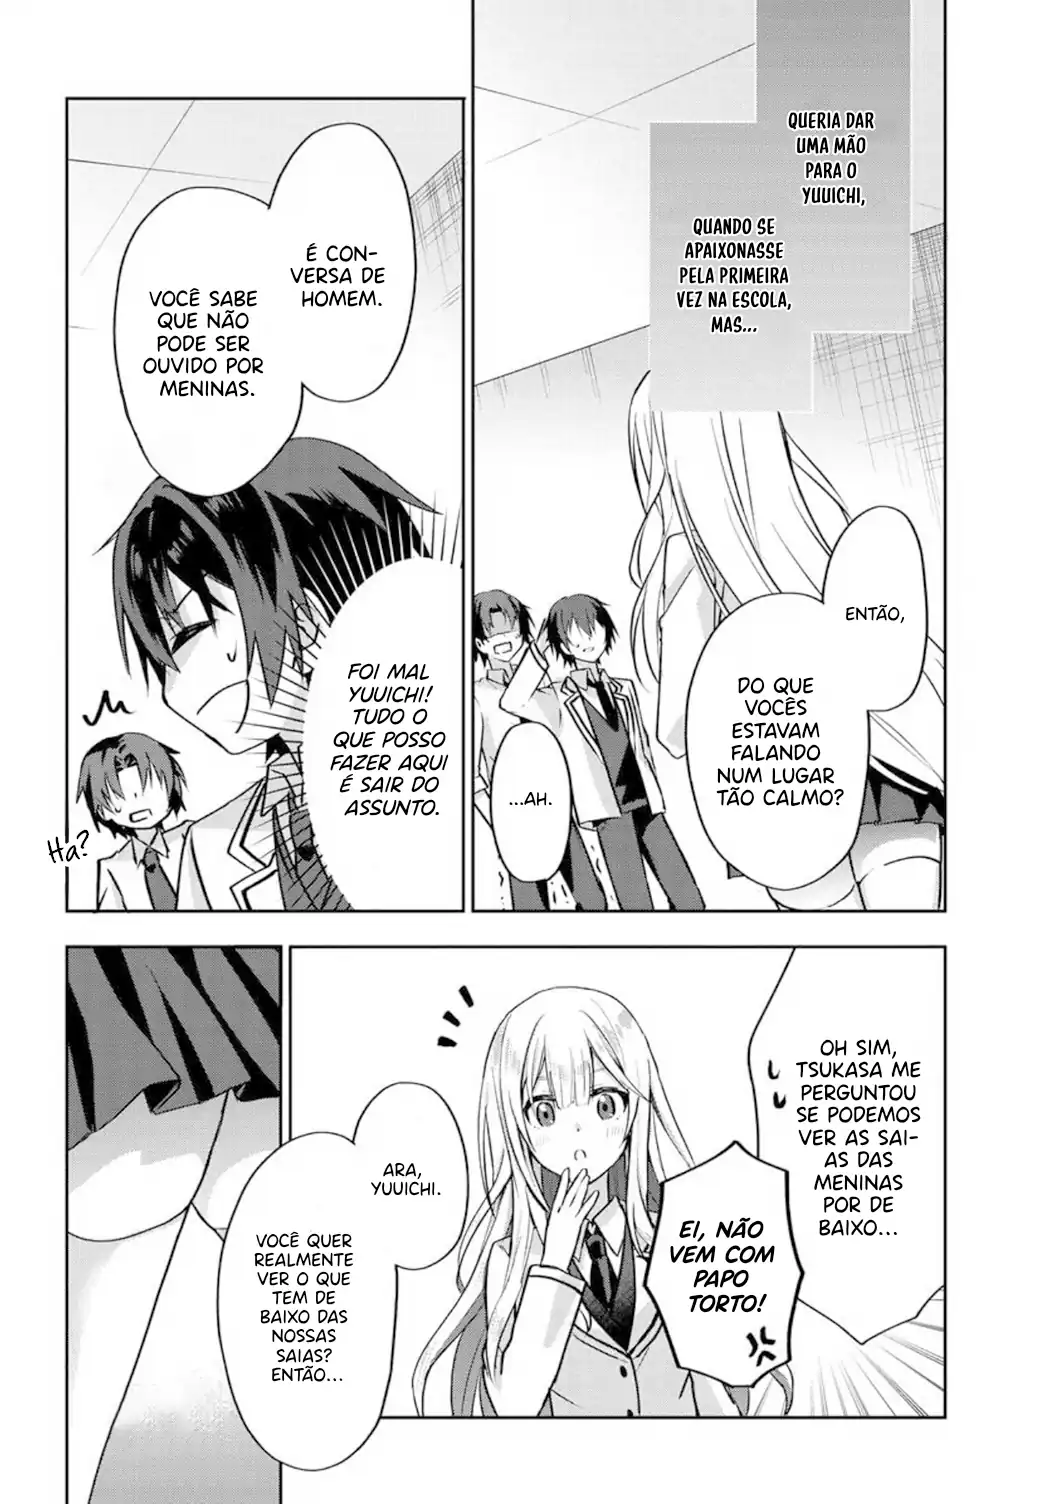 QUERIA DAR
UMA MÃO
PARA O
YUUICHI,
QUANDO SE
APAIXONASSE
PELA PRIMEIRA
VEZ NA ESCOLA,
MAS...
ENTÃO,
DO QUE
VOCÊS
ESTAVAM
FALANDO
NUM LUGAR
TÃO CALMO?
...AH.
É CON-
VERSA DE
HOMEM.
VOCÊ SABE
QUE NÃO
PODE SER
OUVIDO POR
MENINAS.
FOI MAL
YUUICHI!
TUDO O
QUE POSSO
FAZER AQUI
É SAIR DO
ASSUNTO.
Ha?
OH SIM,
TSUKASA ME
PERGUNTOU
SE PODEMOS
VER AS SAI-
AS DAS
MENINAS
POR DE
BAIXO...
EI, NÃO
VEM COM
PAPO
TORTO!
ARA,
YUUICHI.
VOCÊ QUER
REALMENTE
VER O QUE
TEM DE
BAIXO DAS
NOSSAS
SAIAS?
ENTÃO...